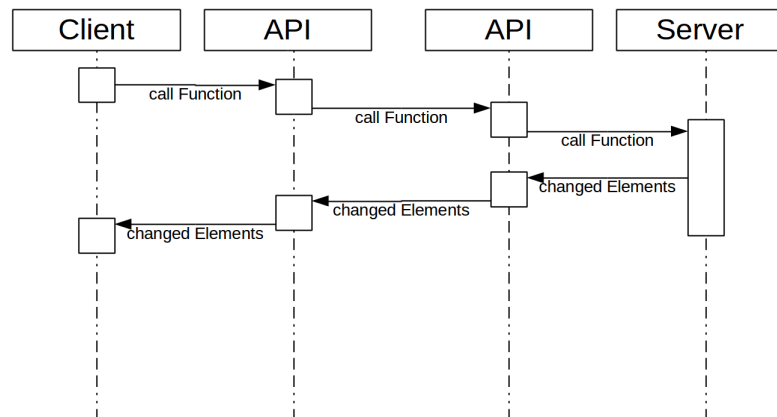 Client
API
API
Server
call Function
call Function
call Function
changed Elements
changed Elements
changed Elements